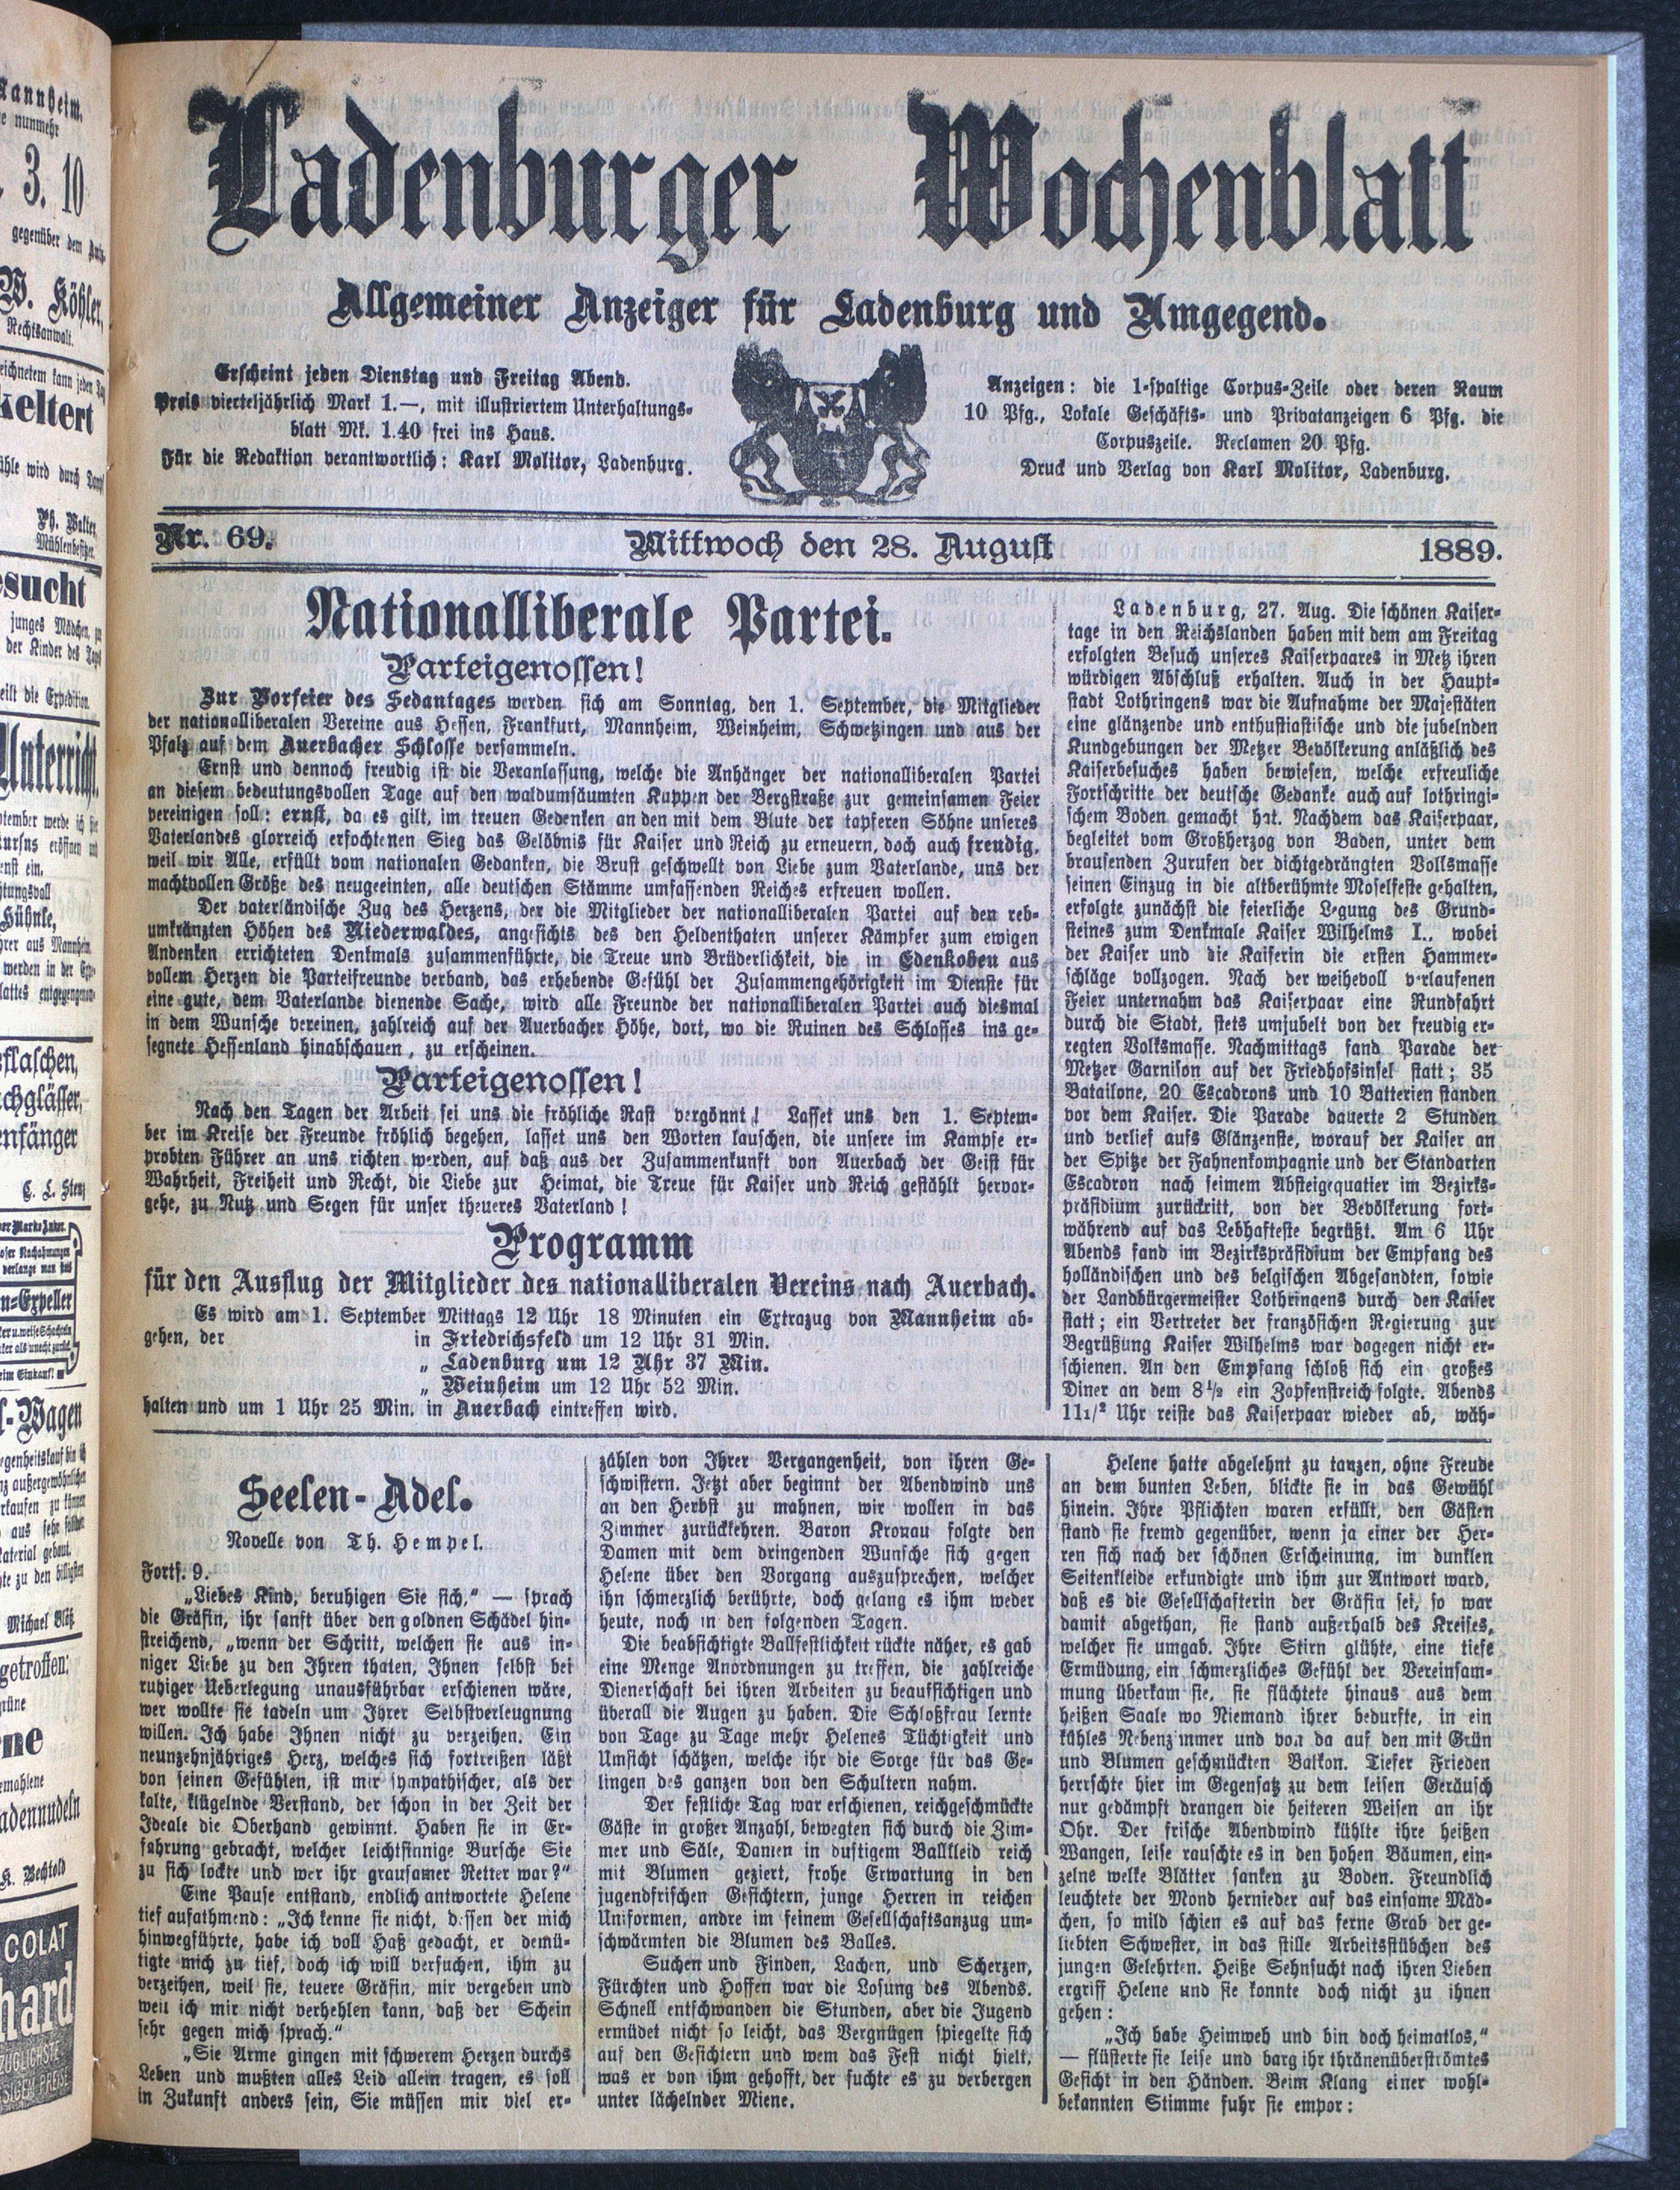 Ladenburger Wochenblatt
Allgemeiner Anzeiger für Ladenburg und Umgegend.
Erscheint jeden Dienstag und Freitag Abend.
Preis vierteljährlich Mark 1.—, mit illustriertem Unterhaltungs-
blatt Mk. 1.40 frei ins Haus.
Für die Redaktion verantwortlich: Karl Molitor, Ladenburg.
Anzeigen: die 1-spaltige Corpus-Zeile oder deren Raum
10 Pfg., Lokale Geschäfts- und Privatanzeigen 6 Pfg. die
Corpuszeile. Reclamen 20 Pfg.
Druck und Verlag von Karl Molitor, Ladenburg.
Nr. 69.
Mittwoch den 28. August
1889.
Nationalliberale Partei.
Parteigenossen!
Zur Vorfeier des Sedantages werden sich am Sonntag, den 1. September, die Mitglieder
der nationalliberalen Vereine aus Hessen, Frankfurt, Mannheim, Weinheim, Schwetzingen und aus der
Pfalz auf dem Auerbacher Schlosse versammeln.
Ernst und dennoch freudig ist die Veranlassung, welche die Anhänger der nationalliberalen Partei
an diesem bedeutungsvollen Tage auf den waldumsäumten Kuppen der Bergstraße zur gemeinsamen Feier
vereinigen soll: ernst, da es gilt, im treuen Gedenken an den mit dem Blute der tapferen Söhne unseres
Vaterlandes glorreich erfochtenen Sieg das Gelöbnis für Kaiser und Reich zu erneuern, doch auch freudig,
weil wir Alle, erfüllt vom nationalen Gedanken, die Brust geschwellt von Liebe zum Vaterlande, uns der
machtvollen Größe des neugeeinten, alle deutschen Stämme umfassenden Reiches erfreuen wollen.
Der vaterländische Zug des Herzens, der die Mitglieder der nationalliberalen Partei auf den reb-
umkränzten Höhen des Niederwaldes, angesichts des den Heldenthaten unserer Kämpfer zum ewigen
Andenken errichteten Denkmals zusammenführte, die Treue und Brüderlichkeit, die in Edenkoben aus
vollem Herzen die Parteifreunde verband, das erhebende Gefühl der Zusammengehörigkeit im Dienste für
eine gute, dem Vaterlande dienende Sache, wird alle Freunde der nationalliberalen Partei auch diesmal
in dem Wunsche vereinen, zahlreich auf der Auerbacher Höhe, dort, wo die Ruinen des Schlosses ins ge-
segnete Hessenland hinabschauen, zu erscheinen.
Parteigenossen!
Nach den Tagen der Arbeit sei uns die fröhliche Rast vergönnt! Lasset uns den 1. Septem-
ber im Kreise der Freunde fröhlich begehen, lasset uns den Worten lauschen, die unsere im Kampfe er-
probten Führer an uns richten werden, auf daß aus der Zusammenkunft von Auerbach der Geist für
Wahrheit, Freiheit und Recht, die Liebe zur Heimat, die Treue für Kaiser und Reich gestählt hervor-
gehe, zu Nutz und Segen für unser theueres Vaterland!
Programm
für den Ausflug der Mitglieder des nationalliberalen Vereins nach Auerbach.
Es wird am 1. September Mittags 12 Uhr 18 Minuten ein Extrazug von Mannheim ab-
gehen, der in Friedrichsfeld um 12 Uhr 31 Min.
„ Ladenburg um 12 Uhr 37 Min.
„ Weinheim um 12 Uhr 52 Min.
halten und um 1 Uhr 25 Min. in Auerbach eintreffen wird.
Ladenburg, 27. Aug. Die schönen Kaiser-
tage in den Reichslanden haben mit dem am Freitag
erfolgten Besuch unseres Kaiserpaares in Metz ihren
würdigen Abschluß erhalten. Auch in der Haupt-
stadt Lothringens war die Aufnahme der Majestäten
eine glänzende und enthustiastische und die jubelnden
Kundgebungen der Metzer Bevölkerung anläßlich des
Kaiserbesuches haben bewiesen, welche erfreuliche
Fortschritte der deutsche Gedanke auch auf lothringi-
schem Boden gemacht hat. Nachdem das Kaiserpaar,
begleitet vom Großherzog von Baden, unter dem
brausenden Zurufen der dichtgedrängten Vollsmasse
seinen Einzug in die altberühmte Moselfeste gehalten,
erfolgte zunächst die feierliche Legung des Grund-
steines zum Denkmale Kaiser Wilhelms I., wobei
der Kaiser und die Kaiserin die ersten Hammer-
schläge vollzogen. Nach der weihevoll verlaufenen
Feier unternahm das Kaiserpaar eine Rundfahrt
durch die Stadt, stets umjubelt von der freudig er-
regten Volksmasse. Nachmittags fand Parade der
Metzer Garnison auf der Friedhofsinsel statt; 35
Batailone, 20 Escadrons und 10 Batterien standen
vor dem Kaiser. Die Parade dauerte 2 Stunden
und verlief aufs Glänzenste, worauf der Kaiser an
der Spitze der Fahnenkompagnie und der Standarten
Escadron nach seimem Absteigequatier im Bezirks-
präsidium zurückritt, von der Bevölkerung fort-
während auf das Lebhafteste begrüßt. Am 6 Uhr
Abends fand im Bezirkspräsidium der Empfang des
holländischen und des belgischen Abgesandten, sowie
der Landbürgermeister Lothringens durch den Kaiser
statt; ein Vertreter der französischen Regierung zur
Begrüßung Kaiser Wilhelms war dagegen nicht er-
schienen. An den Empfang schloß sich ein großes
Diner an dem 8½ ein Zapfenstreich folgte. Abends
11½ Uhr reiste das Kaiserpaar wieder ab, wäh-
Seelen-Adel.
Novelle von Th. Hempel.
Forts. 9.
„Liebes Kind, beruhigen Sie sich,“ — sprach
die Gräfin, ihr sanft über den goldnen Schädel hin-
streichend, „wenn der Schritt, welchen sie aus in-
niger Liebe zu den Ihren thaten, Ihnen selbst bei
ruhiger Ueberlegung unausführbar erschienen wäre,
wer wollte sie tadeln um Ihrer Selbstverleugnung
willen. Ich habe Ihnen nicht zu verzeihen. Ein
neunzehnjähriges Herz, welches sich fortreißen läßt
von seinen Gefühlen, ist mir sympathischer, als der
kalte, klügelnde Verstand, der schon in der Zeit der
Ideale die Oberhand gewinnt. Haben sie in Er-
fahrung gebracht, welcher leichtsinnige Bursche Sie
zu sich lockte und wer ihr grausamer Retter war?“
Eine Pause entstand, endlich antwortete Helene
tief aufathmend: „Ich kenne sie nicht, dessen der mich
hinwegführte, habe ich voll Haß gedacht, er demü-
tigte mich zu tief, doch ich will versuchen, ihm zu
verzeihen, weil sie, teuere Gräfin, mir vergeben und
weil ich mir nicht verhehlen kann, daß der Schein
sehr gegen mich sprach.“
„Sie Arme gingen mit schwerem Herzen durchs
Leben und mußten alles Leid allein tragen, es soll
in Zukunft anders sein, Sie müssen mir viel er-
zählen von Ihrer Vergangenheit, von ihren Ge-
schwistern. Jetzt aber beginnt der Abendwind uns
an den Herbst zu mahnen, wir wollen in das
Zimmer zurückkehren. Baron Kronau folgte den
Damen mit dem dringenden Wunsche sich gegen
Helene über den Vorgang auszusprechen, welcher
ihn schmerzlich berührte, doch gelang es ihm weder
heute, noch in den folgenden Tagen.
Die beabsichtigte Ballfestlichkeit rückte näher, es gab
eine Menge Anordnungen zu treffen, die zahlreiche
Dienerschaft bei ihren Arbeiten zu beaufsichtigen und
überall die Augen zu haben. Die Schloßfrau lernte
von Tage zu Tage mehr Helenes Tüchtigkeit und
Umsicht schätzen, welche ihr die Sorge für das Ge-
lingen des ganzen von den Schultern nahm.
Der festliche Tag war erschienen, reichgeschmückte
Gäste in großer Anzahl, bewegten sich durch die Zim-
mer und Säle, Damen in duftigem Ballkleid reich
mit Blumen geziert, frohe Erwartung in den
jugendfrischen Gesichtern, junge Herren in reichen
Uniformen, andre im feinem Gesellschaftsanzug um-
schwärmten die Blumen des Balles.
Suchen und Finden, Lachen, und Scherzen,
Fürchten und Hoffen war die Losung des Abends.
Schnell entschwanden die Stunden, aber die Jugend
ermüdet nicht so leicht, das Vergnügen spiegelte sich
auf den Gesichtern und wem das Fest nicht hielt,
was er von ihm gehofft, der suchte es zu verbergen
unter lächelnder Miene.
Helene hatte abgelehnt zu tanzen, ohne Freude
an dem bunten Leben, blickte sie in das Gewühl
hinein. Ihre Pflichten waren erfüllt, den Gästen
stand sie fremd gegenüber, wenn ja einer der Her-
ren sich nach der schönen Erscheinung, im dunklen
Seitenkleide erkundigte und ihm zur Antwort ward,
daß es die Gesellschafterin der Gräfin sei, so war
damit abgethan, sie stand außerhalb des Kreises,
welcher sie umgab. Ihre Stirn glühte, eine tiefe
Ermüdung, ein schmerzliches Gefühl der Vereinsam-
mung überkam sie, sie flüchtete hinaus aus dem
heißen Saale wo Niemand ihrer bedurfte, in ein
kühles Nebenzimmer und von da auf den mit Grün
und Blumen geschmückten Balkon. Tiefer Frieden
herrschte hier im Gegensatz zu dem leisen Geräusch
nur gedämpft drangen die heiteren Weisen an ihr
Ohr. Der frische Abendwind kühlte ihre heißen
Wangen, leise rauschte es in den hohen Bäumen, ein-
zelne welke Blätter sanken zu Boden. Freundlich
leuchtete der Mond hernieder auf das einsame Mäd-
chen, so mild schien es auf das ferne Grab der ge-
liebten Schwester, in das stille Arbeitsstübchen des
jungen Gelehrten. Heiße Sehnsucht nach ihren Lieben
ergriff Helene und sie konnte doch nicht zu ihnen
gehen:
„Ich habe Heimweh und bin doch heimatlos,“
— flüsterte sie leise und barg ihr thränenüberströmtes
Gesicht in den Händen. Beim Klang einer wohl-
bekannten Stimme fuhr sie empor: